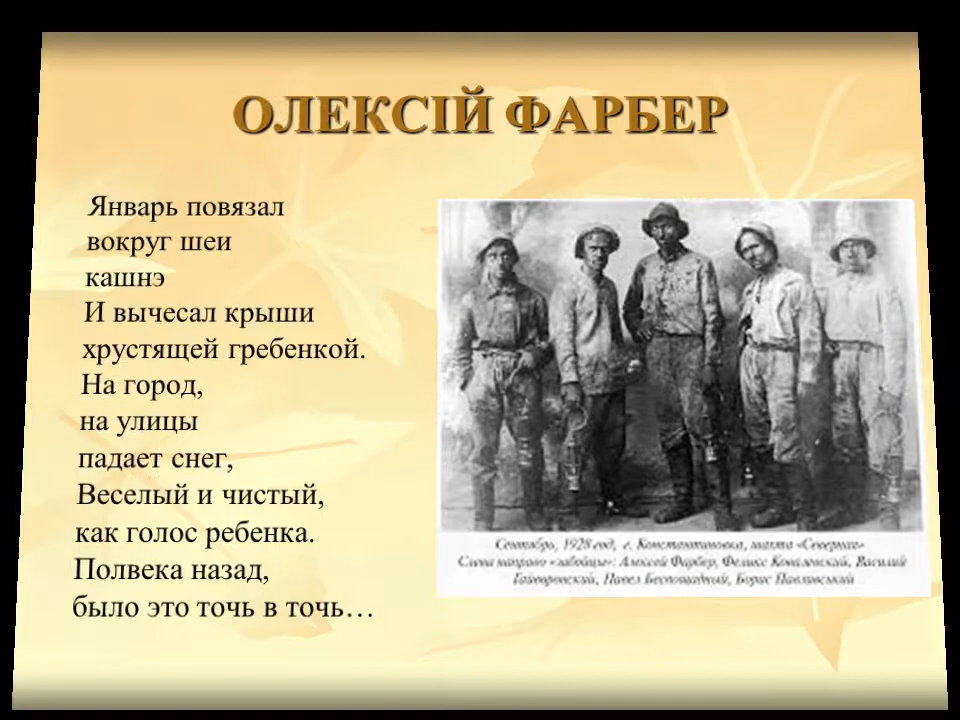 ОЛЕКСІЙ ФАРБЕР
Январь повязал
вокруг шеи
кашнэ
И вычесал крыши
хрустящей гребенкой.
На город,
на улицы
падает снег,
Веселый и чистый,
как голос ребенка.
Полвека назад,
было это точь в точь…
Сентябрь, 1928 год, г. Константиновка, шахта «Северная»
Слева направо «забойцы»: Алексей Фарбер, Феликс Ковалевский, Василий
Гайворонский, Павел Беспощадный, Борис Павливський